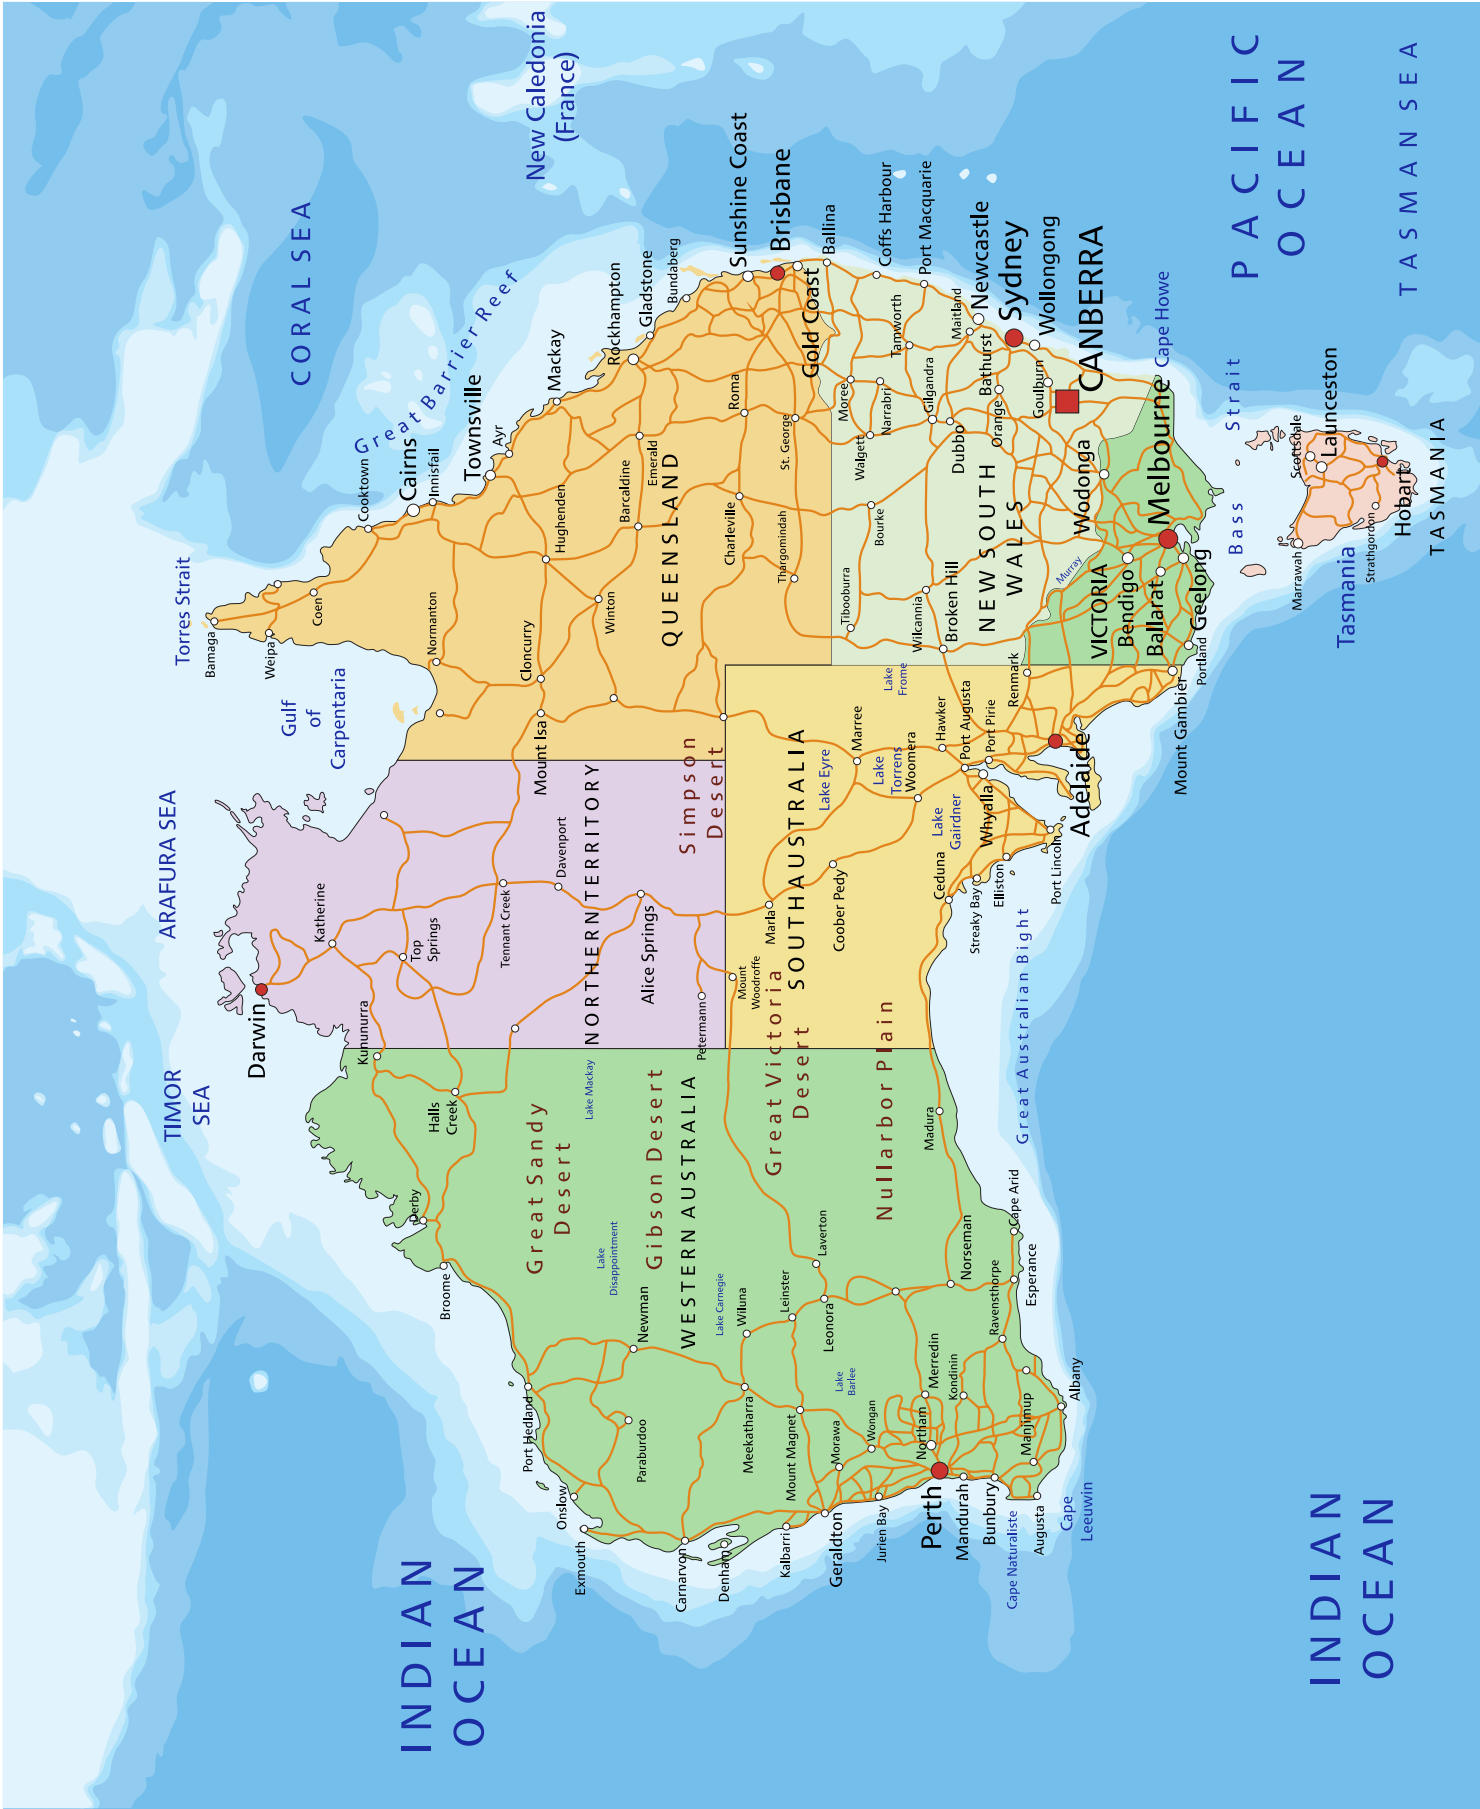 New Caledonia
(France)
CORAL SEA
Great Barrier Reef
Torres Strait
Gulf
of
Carpentaria
ARAFURA SEA
TIMOR
SEA
INDIAN
OCEAN
PACIFIC
OCEAN
TASMAN SEA
INDIAN
OCEAN
Great Australian Bight
Bass Strait
Cape Howe
Cape Naturaliste
Cape
Leeuwin
QUEENSLAND
Bamaga
Weipa
Coen
Cooktown
Cairns
Innisfail
Townsville
Ayr
Mackay
Rockhampton
Gladstone
Bundaberg
Sunshine Coast
Brisbane
Gold Coast
Normanton
Cloncurry
Mount Isa
Hughenden
Winton
Barcaldine
Emerald
Charleville
Roma
St. George
Thargomindah
NEW SOUTH
WALES
Ballina
Coffs Harbour
Port Macquarie
Newcastle
Sydney
Wollongong
CANBERRA
Maitland
Tamworth
Moree
Narrabri
Gilgandra
Walgett
Dubbo
Bathurst
Orange
Goulburn
Bourke
Tibooburra
Wilcannia
Broken Hill
Murray
VICTORIA
Wodonga
Melbourne
Bendigo
Ballarat
Geelong
Portland
Tasmania
TASMANIA
Scottsdale
Launceston
Hobart
Marrawah
Strathgordon
NORTHERN TERRITORY
Darwin
Katherine
Top
Springs
Tennant Creek
Davenport
Alice Springs
Petermann
Simpson
Desert
SOUTH AUSTRALIA
Mount
Woodroffe
Marla
Coober Pedy
Lake Eyre
Marree
Lake
Torrens
Woomera
Lake
Frome
Hawker
Port Augusta
Port Pirie
Renmark
Lake
Gairdner
Whyalla
Ceduna
Streaky Bay
Elliston
Port Lincoln
Adelaide
Mount Gambier
Great Victoria
Desert
Nullarbor Plain
WESTERN AUSTRALIA
Kununurra
Halls
Creek
Derby
Broome
Great Sandy
Desert
Gibson Desert
Lake Mackay
Lake
Disappointment
Lake Carnegie
Port Hedland
Onslow
Exmouth
Paraburdoo
Newman
Carnarvon
Denham
Kalbarri
Geraldton
Meekatharra
Wiluna
Leinster
Laverton
Leonora
Mount Magnet
Lake
Barlee
Morawa
Wongan
Jurien Bay
Northam
Merredin
Kondinin
Perth
Mandurah
Bunbury
Augusta
Manjimup
Albany
Ravensthorpe
Esperance
Norseman
Cape Arid
Madura